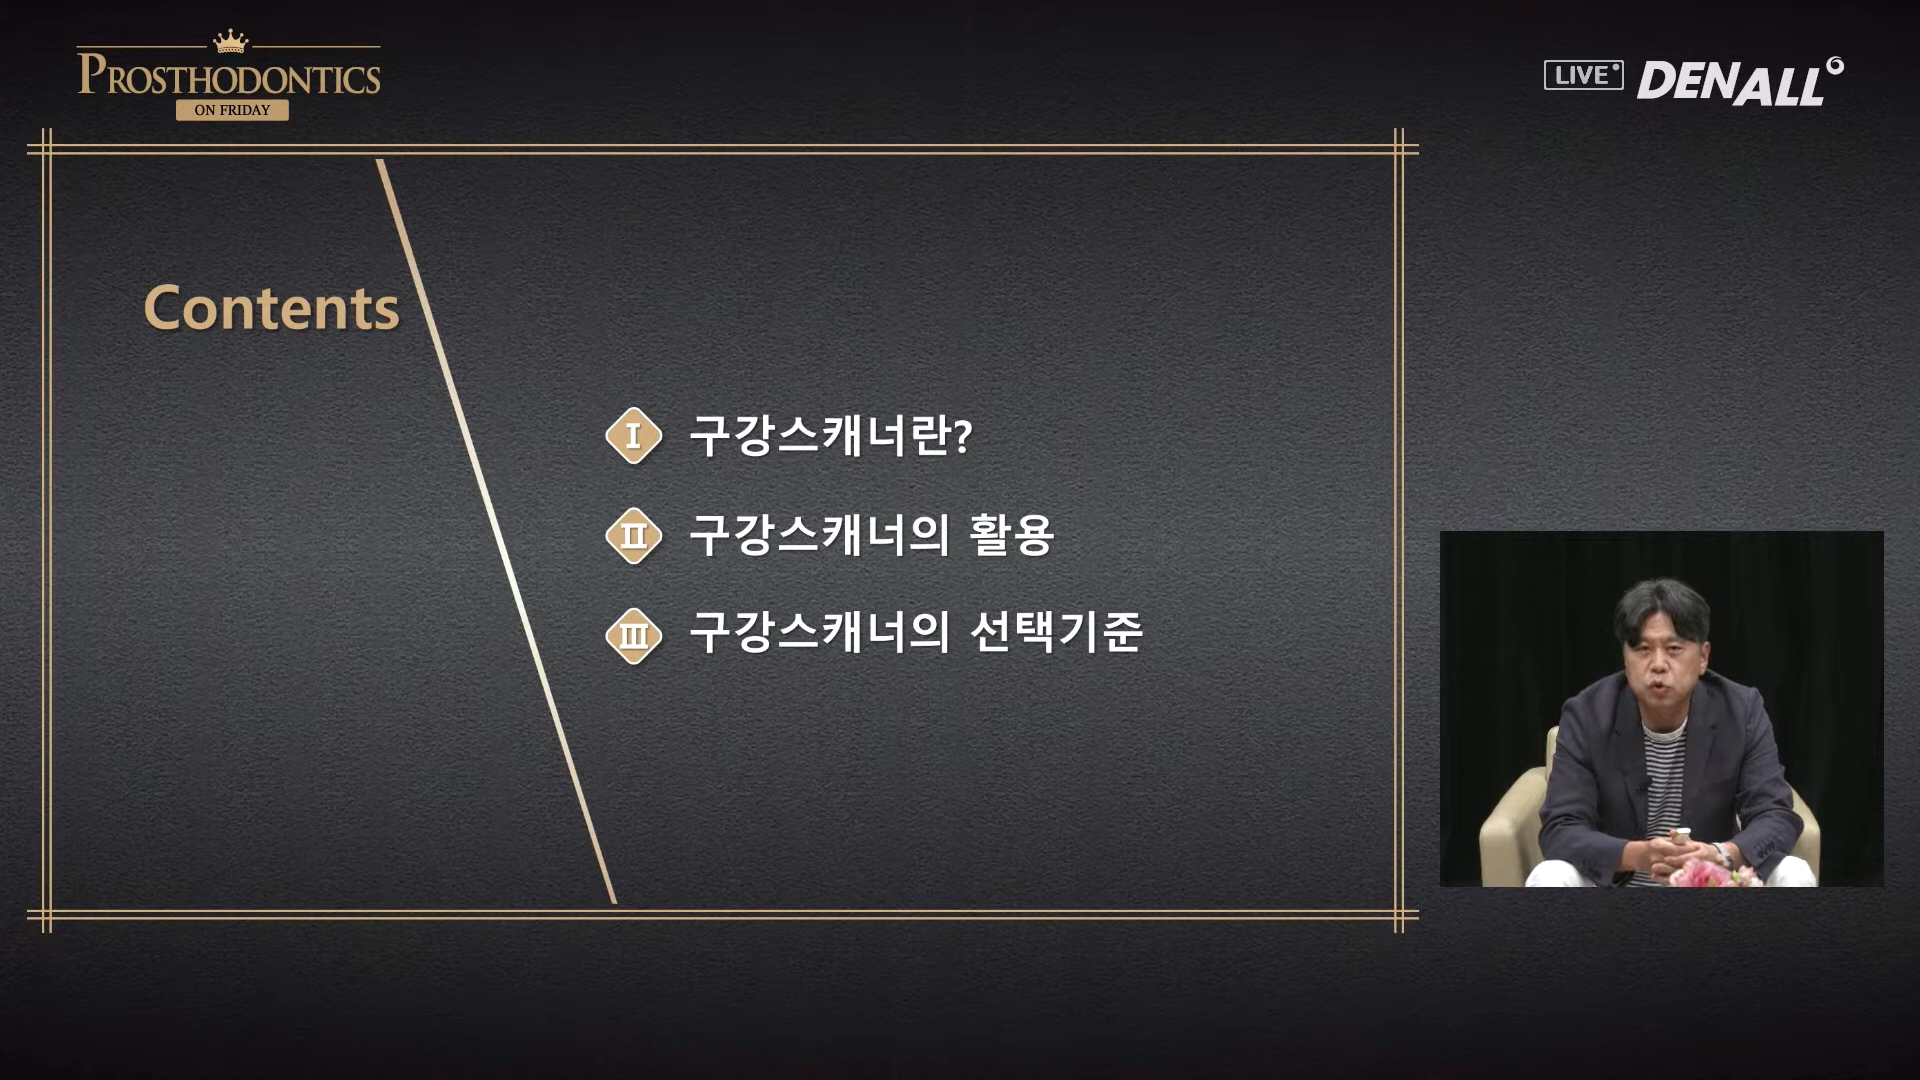 PROSTHODONTICS
ON FRIDAY
LIVE
DENALL
Contents
I 구강스캐너란?
II 구강스캐너의 활용
III 구강스캐너의 선택기준